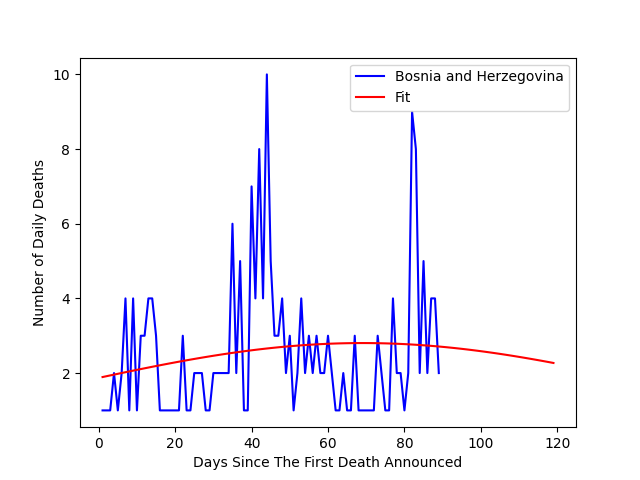 Bosnia and Herzegovina
Fit
Number of Daily Deaths
10
8
6
4
2
0 20 40 60 80 100 120
Days Since The First Death Announced